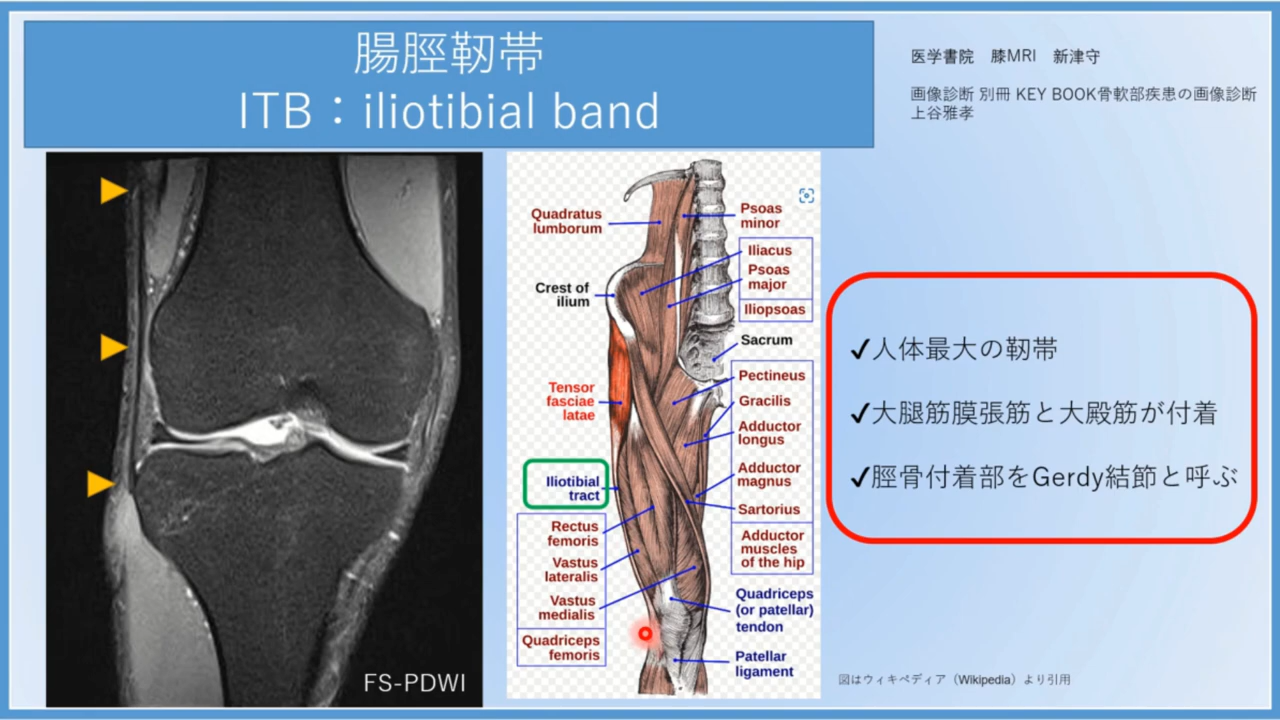 腸脛靭帯
ITB：iliotibial band
医学書院　膝MRI　新津守
画像診断 別冊 KEY BOOK骨軟部疾患の画像診断
上谷雅孝
FS-PDWI
Quadratus
lumborum
Crest of
ilium
Tensor
fasciae
latae
Iliotibial
tract
Rectus
femoris
Vastus
lateralis
Vastus
medialis
Quadriceps
femoris
Psoas
minor
Iliacus
Psoas
major
Iliopsoas
Sacrum
Pectineus
Gracilis
Adductor
longus
Adductor
magnus
Sartorius
Adductor
muscles
of the hip
Quadriceps
(or patellar)
tendon
Patellar
ligament
✓人体最大の靭帯
✓大腿筋膜張筋と大殿筋が付着
✓脛骨付着部をGerdy結節と呼ぶ
図はウィキペディア（Wikipedia）より引用